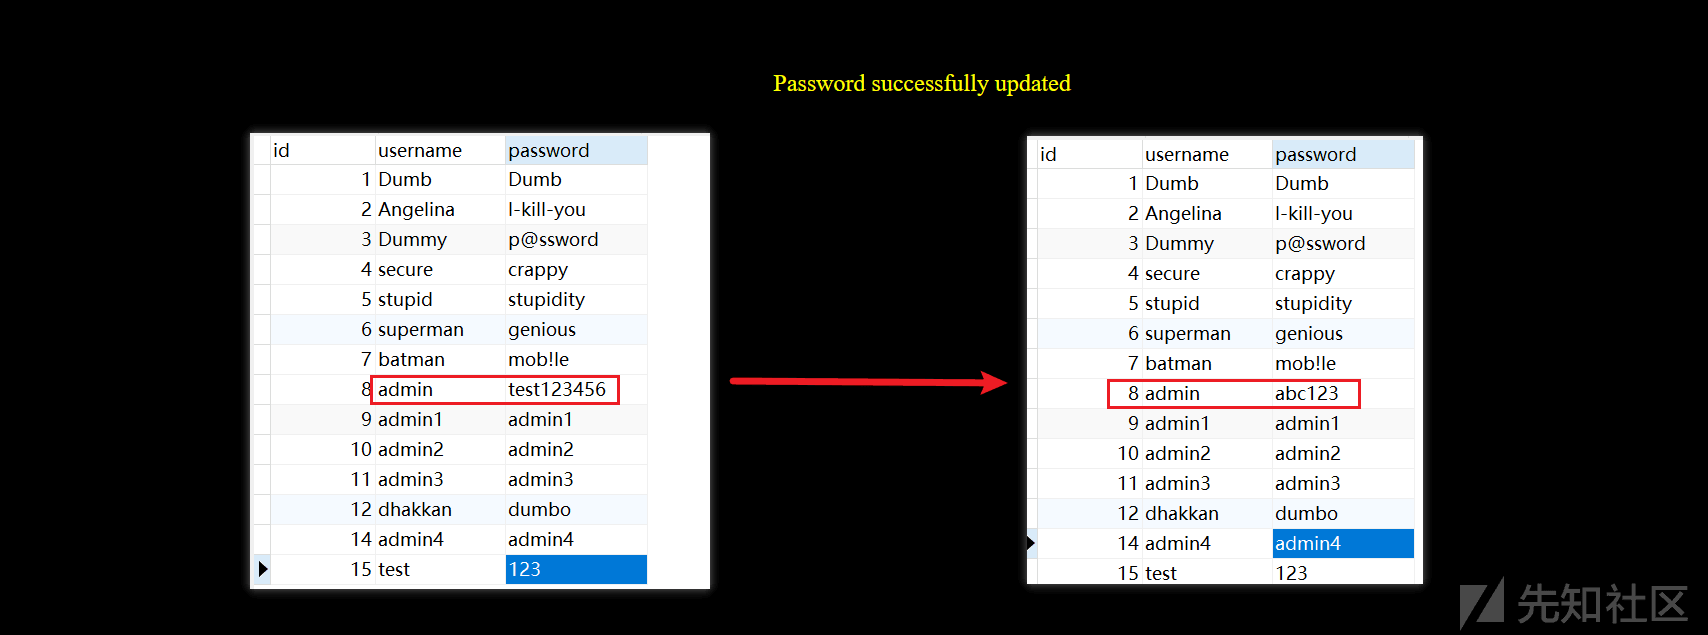 Password successfully updated
id username password
1 Dumb Dumb
2 Angelina I-kill-you
3 Dummy p@ssword
4 secure crappy
5 stupid stupidity
6 superman genious
7 batman mob!le
8 admin test123456
9 admin1 admin1
10 admin2 admin2
11 admin3 admin3
12 dhakkan dumbo
14 admin4 admin4
15 test 123
id username password
1 Dumb Dumb
2 Angelina I-kill-you
3 Dummy p@ssword
4 secure crappy
5 stupid stupidity
6 superman genious
7 batman mob!le
8 admin abc123
9 admin1 admin1
10 admin2 admin2
11 admin3 admin3
12 dhakkan dumbo
14 admin4 admin4
15 test 123
先知社区